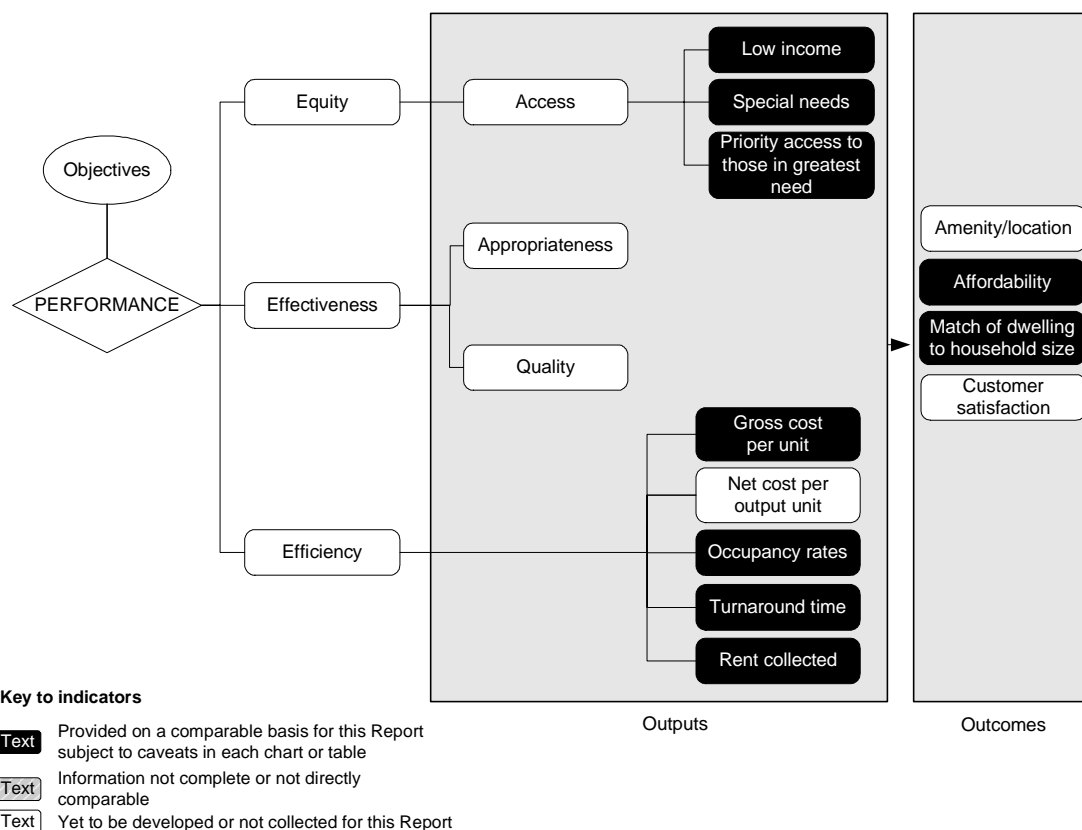 Objectives
PERFORMANCE
Equity
Access
Low income
Special needs
Priority access to
those in greatest
need
Effectiveness
Appropriateness
Quality
Efficiency
Gross cost
per unit
Net cost per
output unit
Occupancy rates
Turnaround time
Rent collected
Outputs
Amenity/location
Affordability
Match of dwelling
to household size
Customer
satisfaction
Outcomes
Key to indicators
Text
Provided on a comparable basis for this Report
subject to caveats in each chart or table
Text
Information not complete or not directly
comparable
Text
Yet to be developed or not collected for this Report